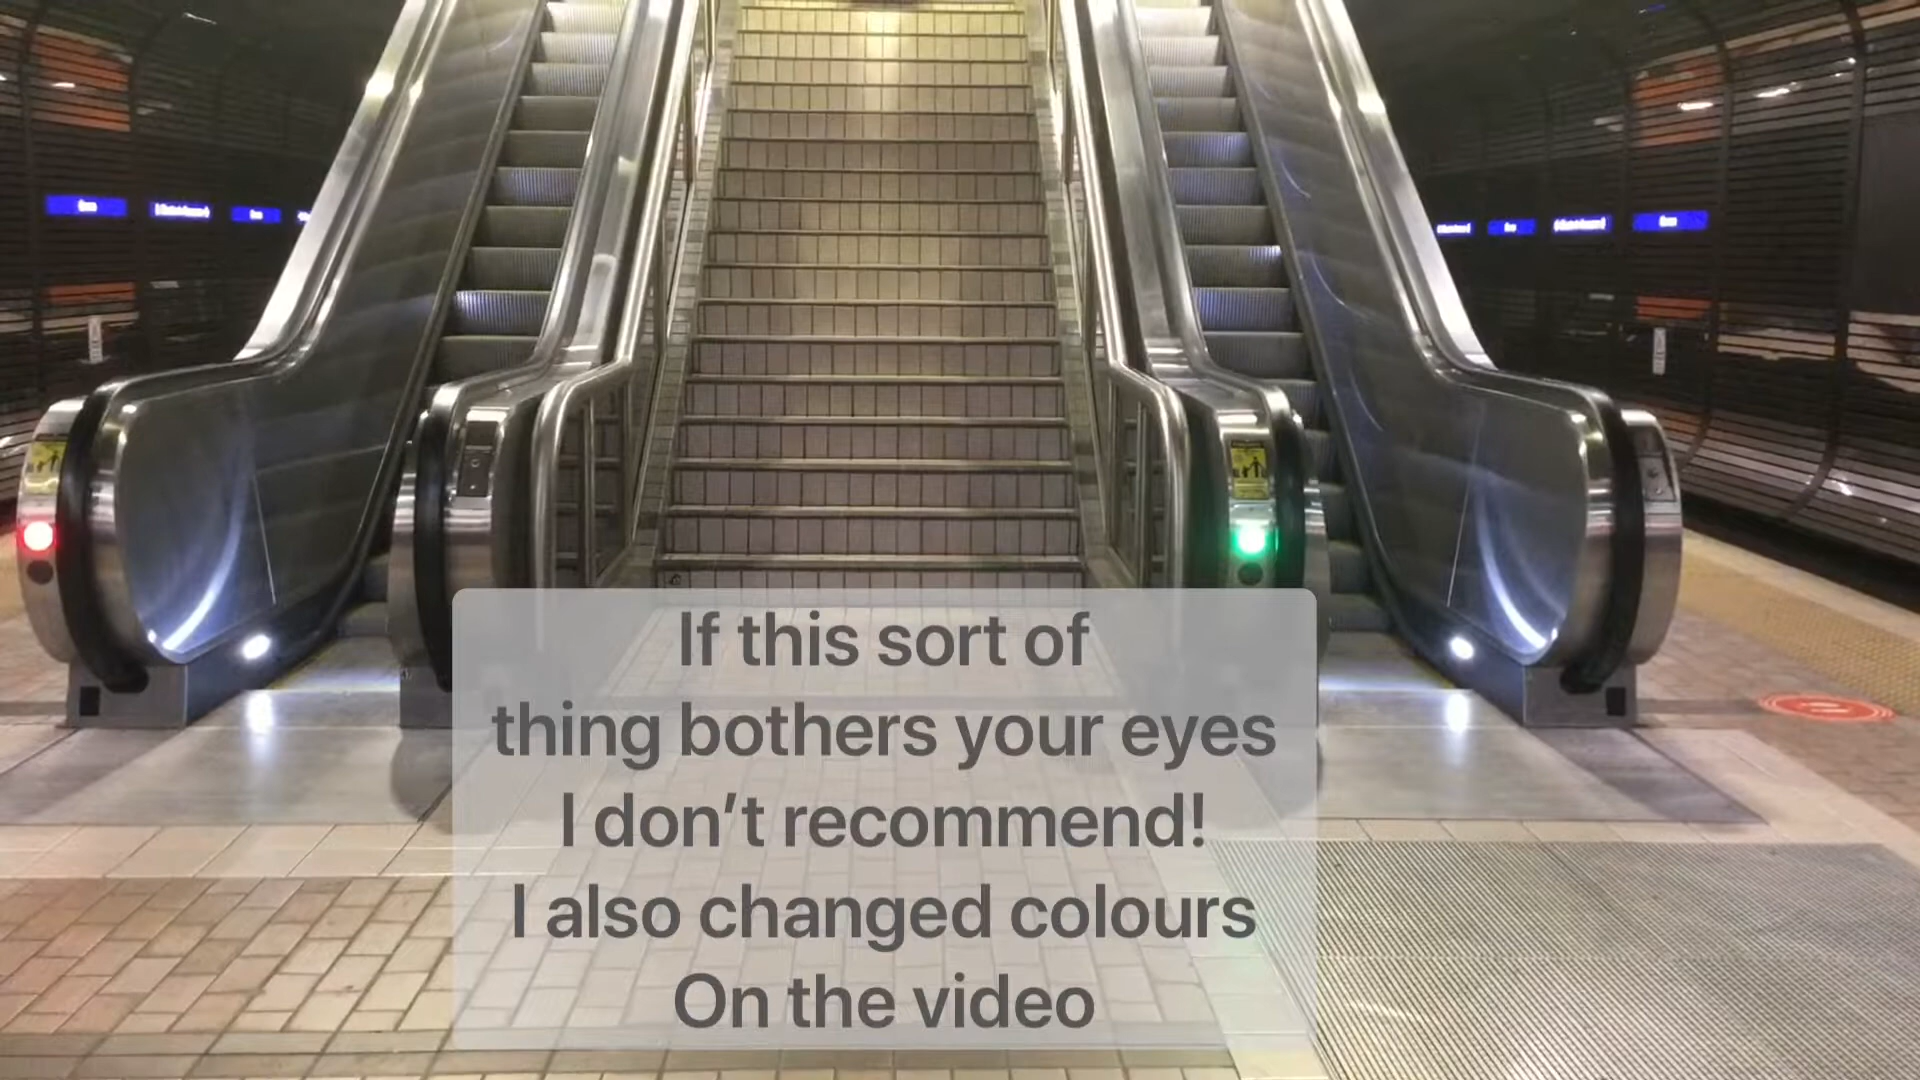 If this sort of
thing bothers your eyes
I don't recommend!
I also changed colours
On the video